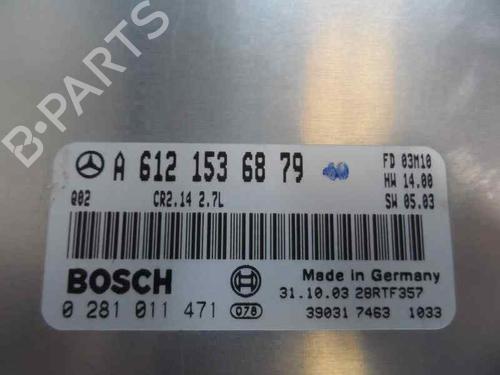 B-PARTS
A 612 153 68 79
FD 03M10
HW 14.00
SW 05.03
Q02
CR2.14 2.7L
BOSCH
Made in Germany
0 281 011 471
078
31.10.03 28RTF357
39031 7463 1033